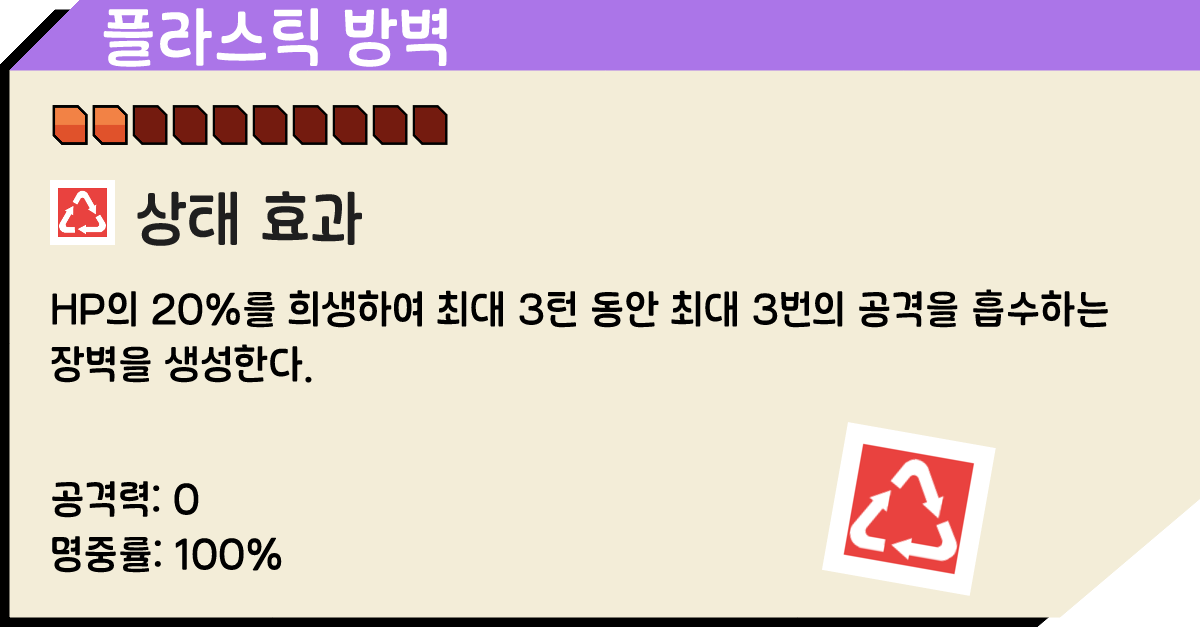 플라스틱 방벽
상태 효과
HP의 20%를 희생하여 최대 3턴 동안 최대 3번의 공격을 흡수하는
장벽을 생성한다.
공격력: 0
명중률: 100%